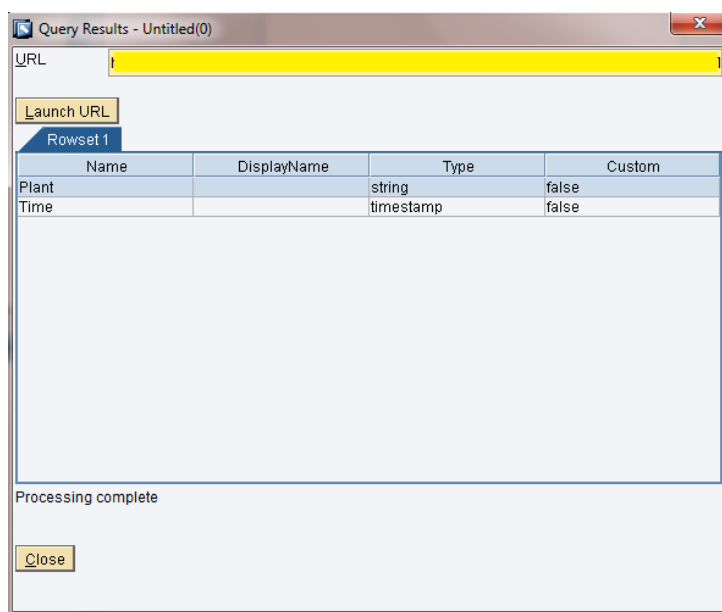 Query Results - Untitled(0)
URL
Launch URL
Rowset 1
Name DisplayName Type Custom
Plant string false
Time timestamp false
Processing complete
Close